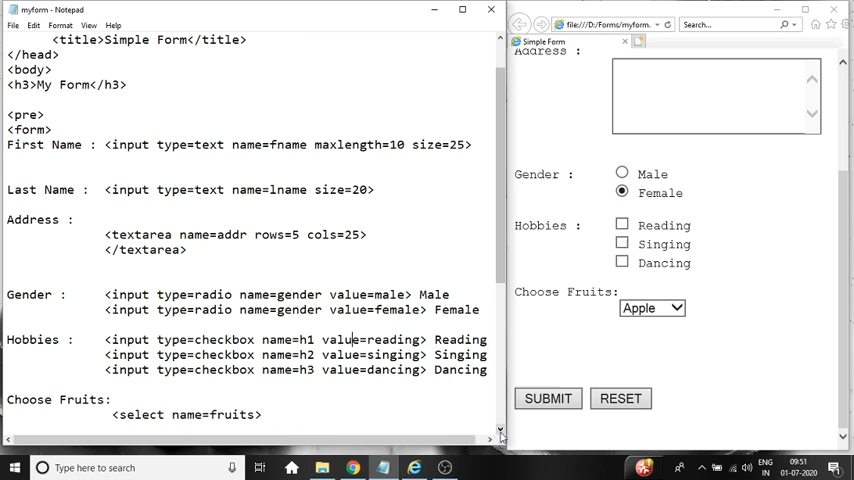 myform - Notepad
File Edit Format View Help
<title>Simple Form</title>
</head>
<body>
<h3>My Form</h3>
<pre>
<form>
First Name : <input type=text name=fname maxlength=10 size=25>
Last Name : <input type=text name=lname size=20>
Address :
<textarea name=addr rows=5 cols=25>
</textarea>
Gender : <input type=radio name=gender value=male> Male
<input type=radio name=gender value=female> Female
Hobbies : <input type=checkbox name=h1 value=reading> Reading
<input type=checkbox name=h2 value=singing> Singing
<input type=checkbox name=h3 value=dancing> Dancing
Choose Fruits:
<select name=fruits>
file:///D:/Forms/myform.
Search...
Simple Form
Address :
Gender : Male
Female
Hobbies : Reading
Singing
Dancing
Choose Fruits:
Apple
SUBMIT RESET
Type here to search
ENG
IN
09:51
01-07-2020